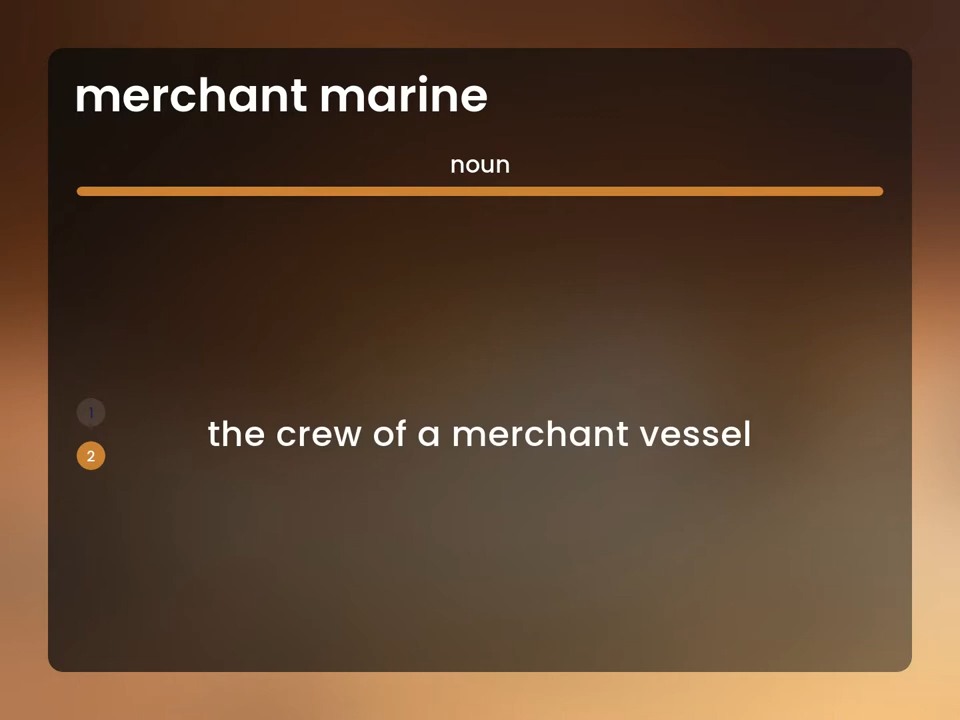 merchant marine
noun
1
the crew of a merchant vessel
2